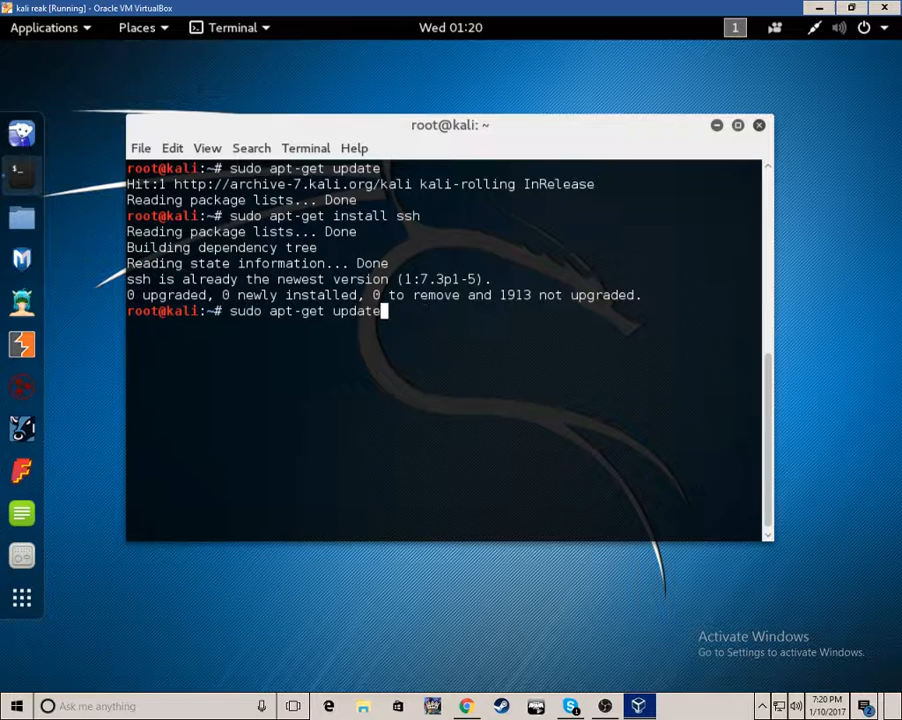 kali reak [Running] - Oracle VM VirtualBox
Applications Places Terminal Wed 01:20 1
root@kali: ~
File Edit View Search Terminal Help
root@kali:~# sudo apt-get update
Hit:1 http://archive-7.kali.org/kali kali-rolling InRelease
Reading package lists... Done
root@kali:~# sudo apt-get install ssh
Reading package lists... Done
Building dependency tree
Reading state information... Done
ssh is already the newest version (1:7.3p1-5).
0 upgraded, 0 newly installed, 0 to remove and 1913 not upgraded.
root@kali:~# sudo apt-get update
Activate Windows
Go to Settings to activate Windows.
Ask me anything
7:20 PM
1/10/2017
2